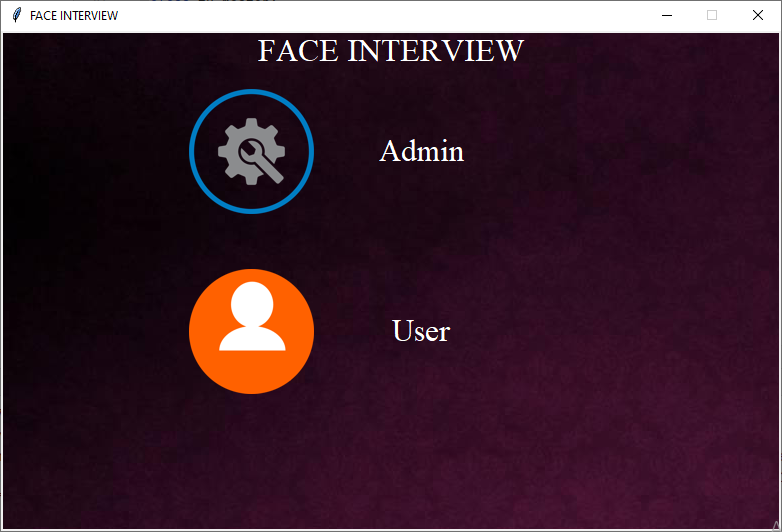 FACE INTERVIEW
FACE INTERVIEW
Admin
User